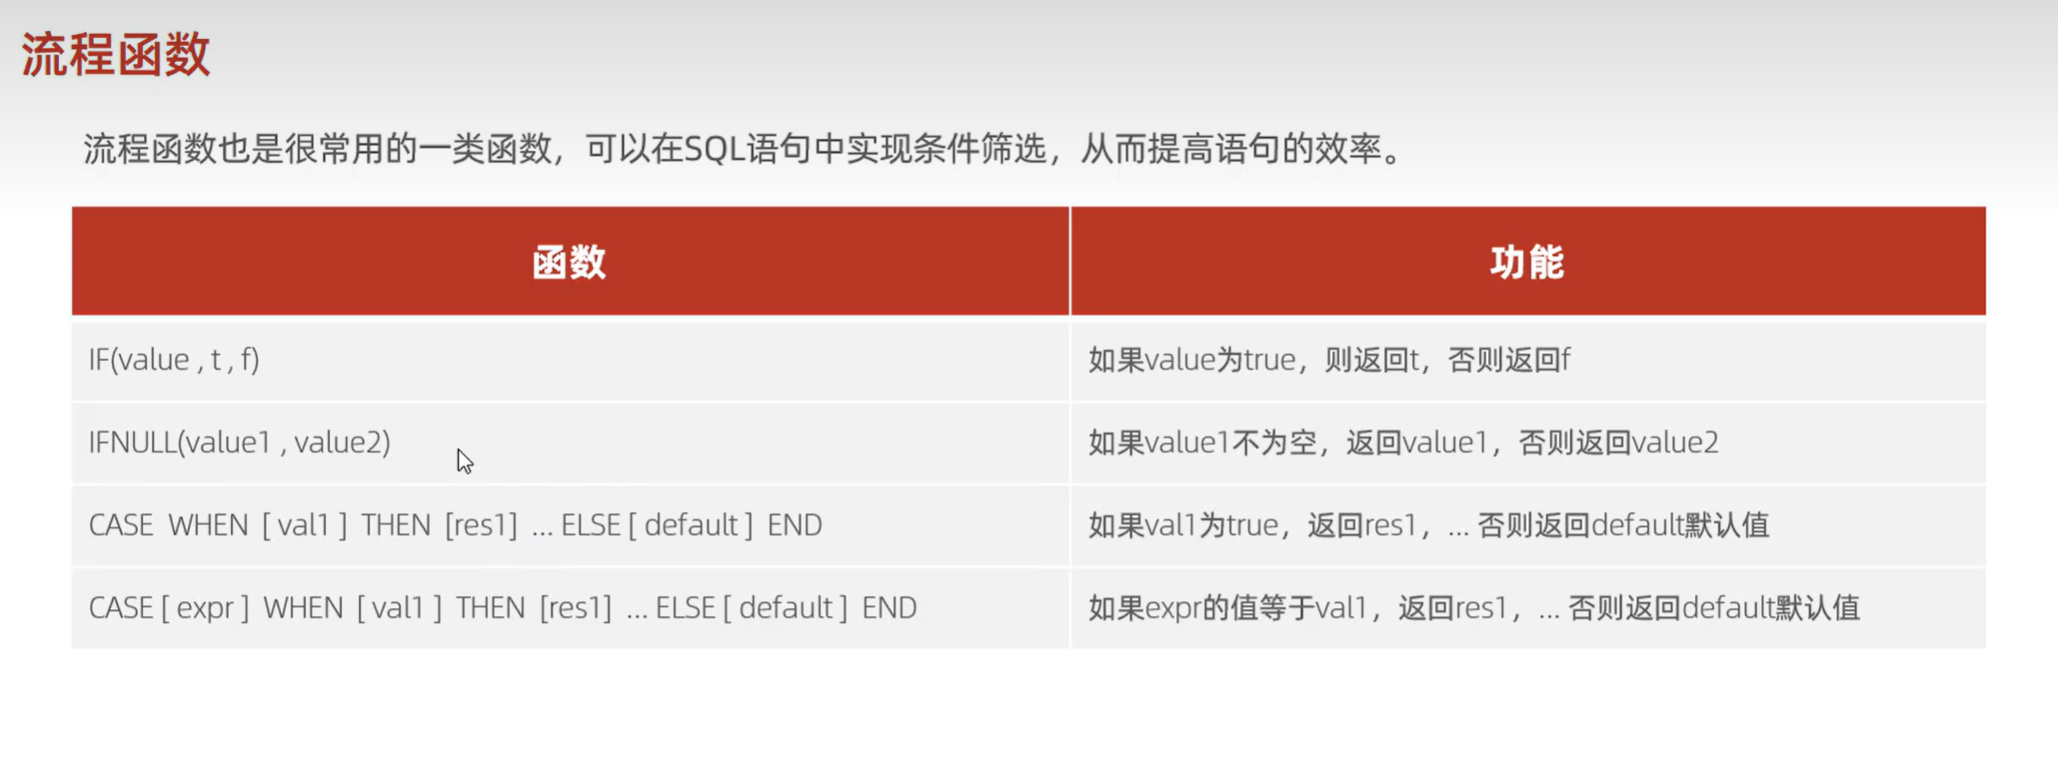 流程函数
流程函数也是很常用的一类函数，可以在SQL语句中实现条件筛选，从而提高语句的效率。
函数 功能
IF(value , t , f) 如果value为true，则返回t，否则返回f
IFNULL(value1 , value2) 如果value1不为空，返回value1，否则返回value2
CASE WHEN [ val1 ] THEN [res1] ... ELSE [ default ] END 如果val1为true，返回res1，... 否则返回default默认值
CASE [ expr ] WHEN [ val1 ] THEN [res1] ... ELSE [ default ] END 如果expr的值等于val1，返回res1，... 否则返回default默认值